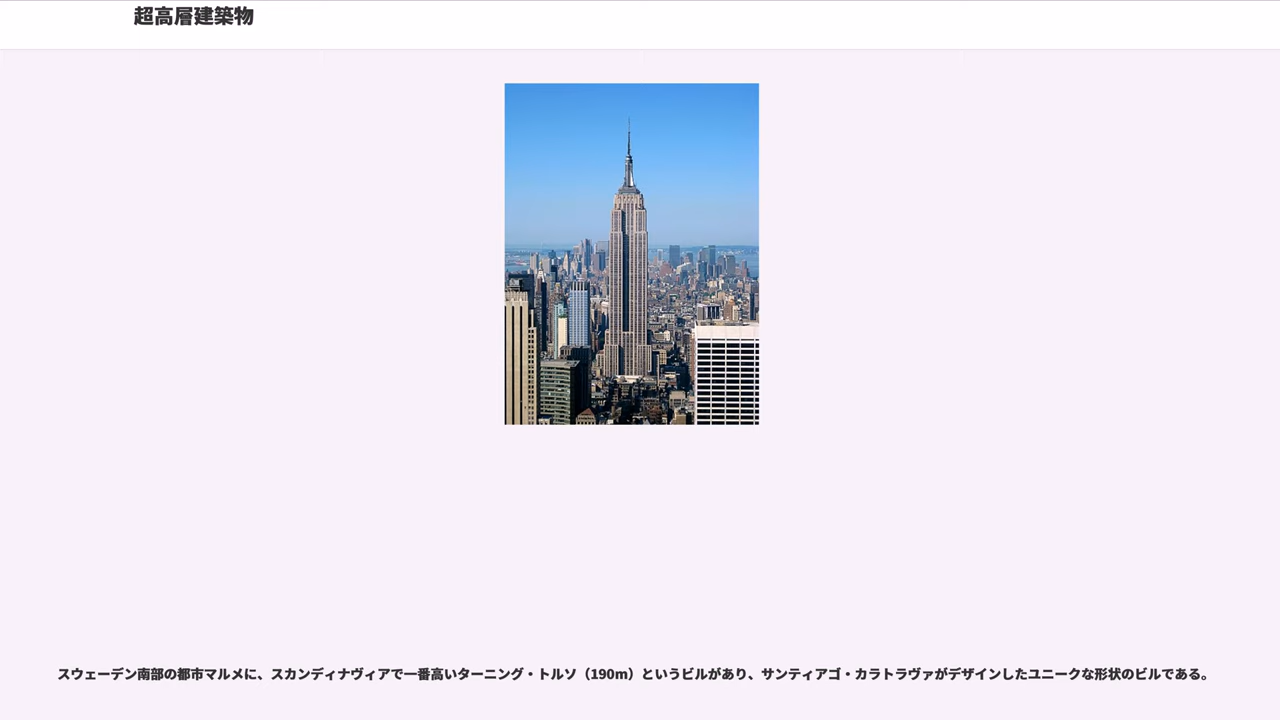 超高層建築物
スウェーデン南部の都市マルメに、スカンディナヴィアで一番高いターニング・トルソ（190m）というビルがあり、サンティアゴ・カラトラヴァがデザインしたユニークな形状のビルである。